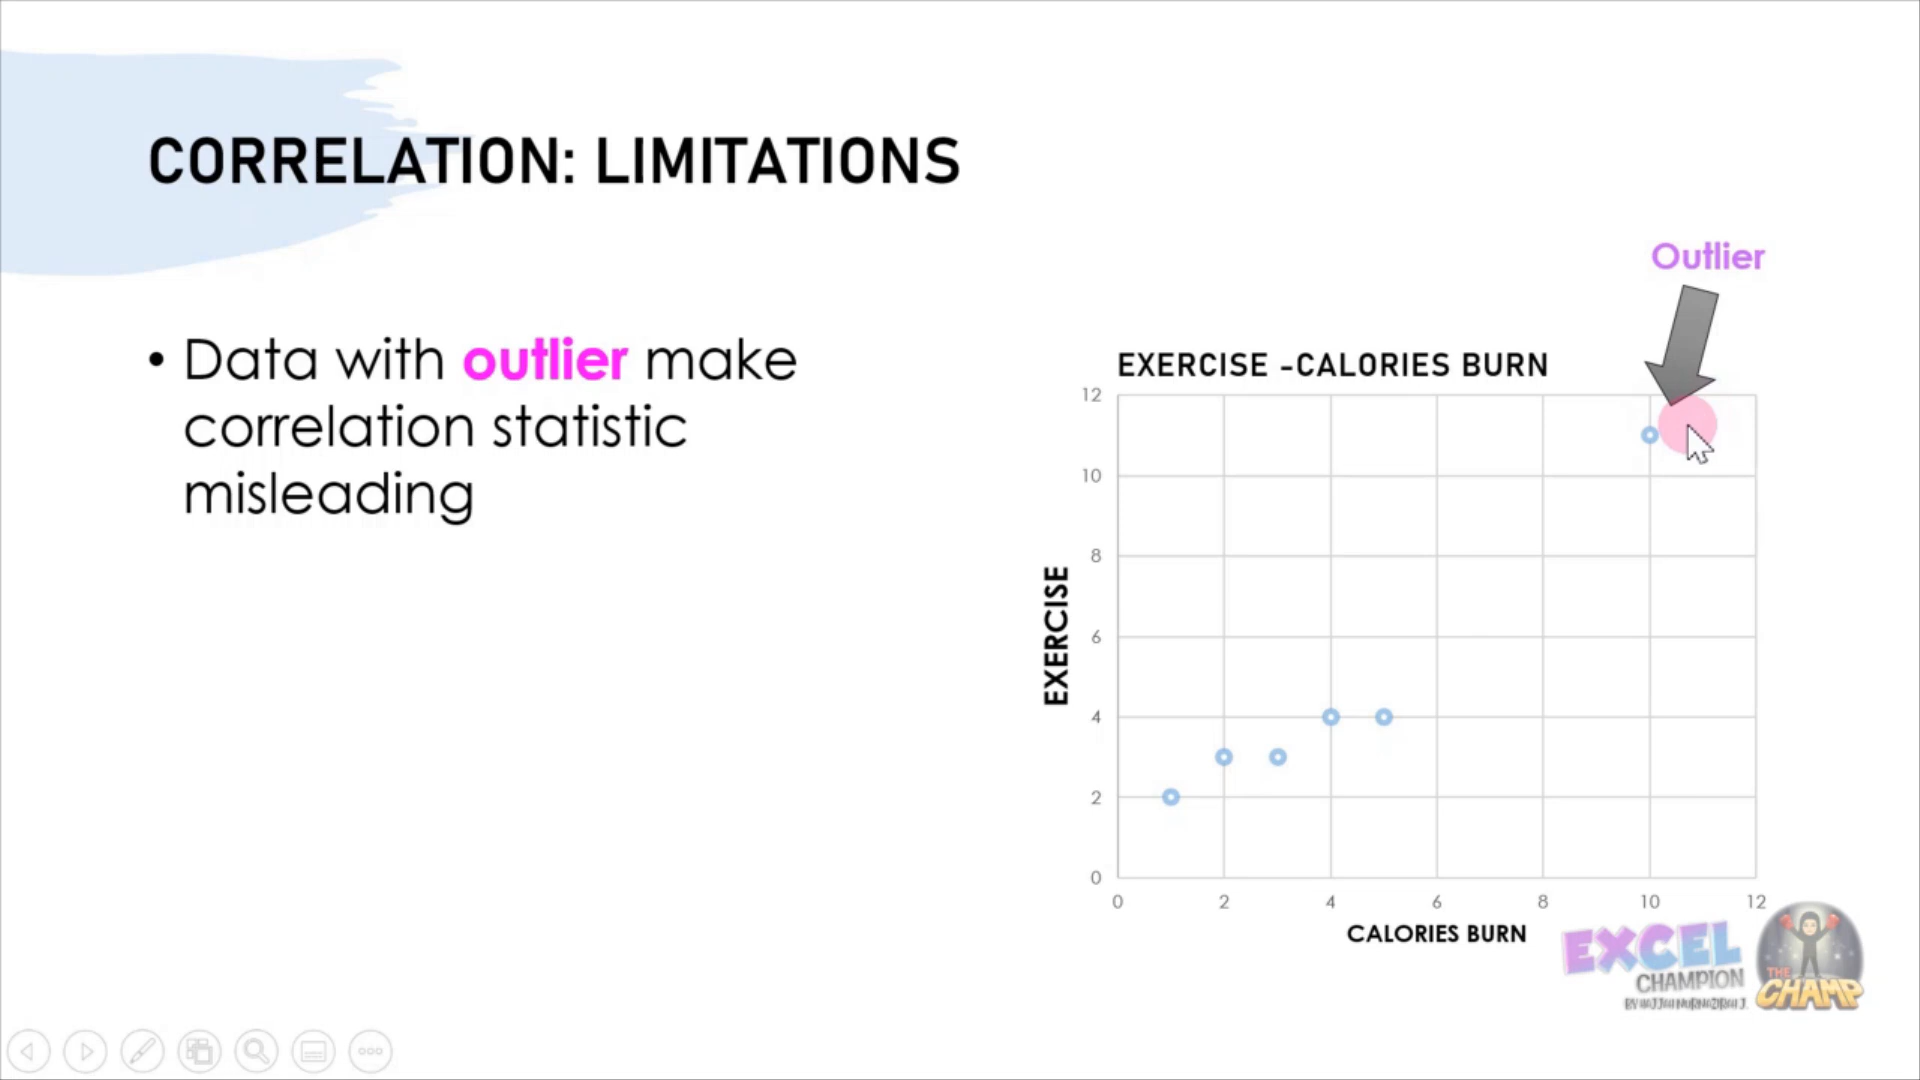 CORRELATION: LIMITATIONS
• Data with outlier make
correlation statistic
misleading
Outlier
EXERCISE -CALORIES BURN
12
10
8
6
4
2
0
0 2 4 6 8 10 12
EXERCISE
CALORIES BURN
EXCEL
CHAMPION
THE
CHAMP